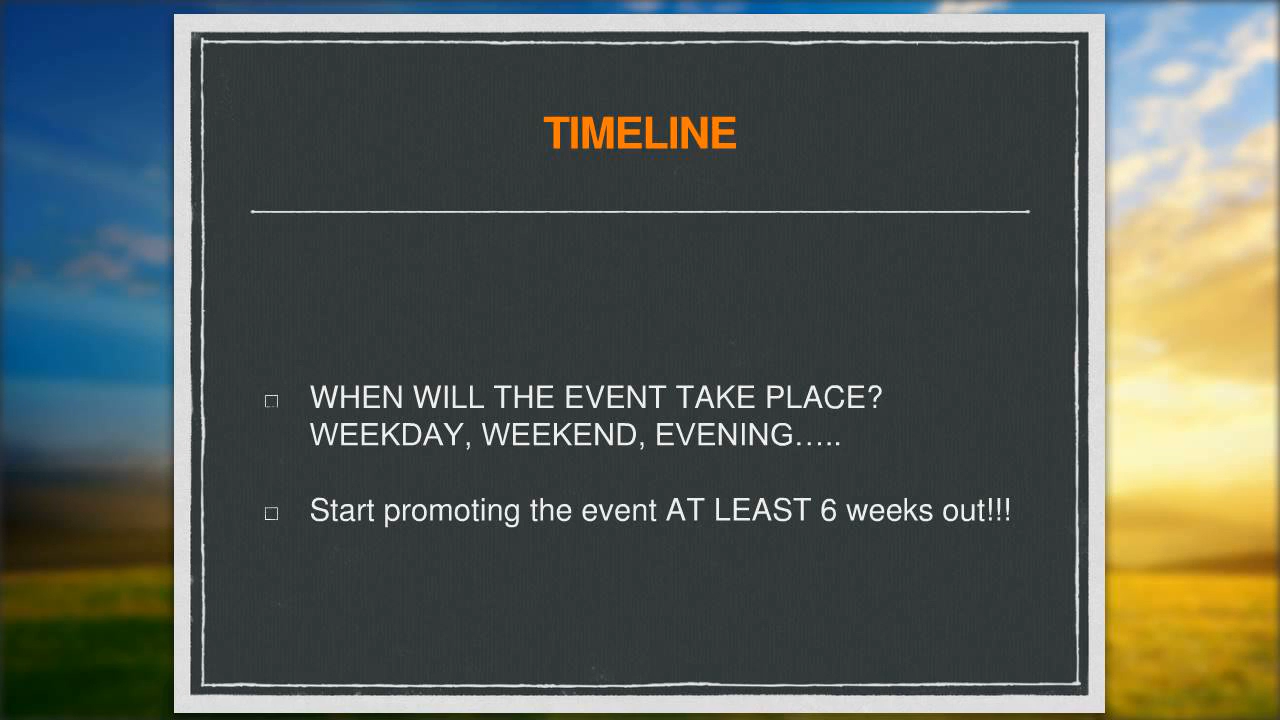 TIMELINE
WHEN WILL THE EVENT TAKE PLACE?
WEEKDAY, WEEKEND, EVENING…..
Start promoting the event AT LEAST 6 weeks out!!!